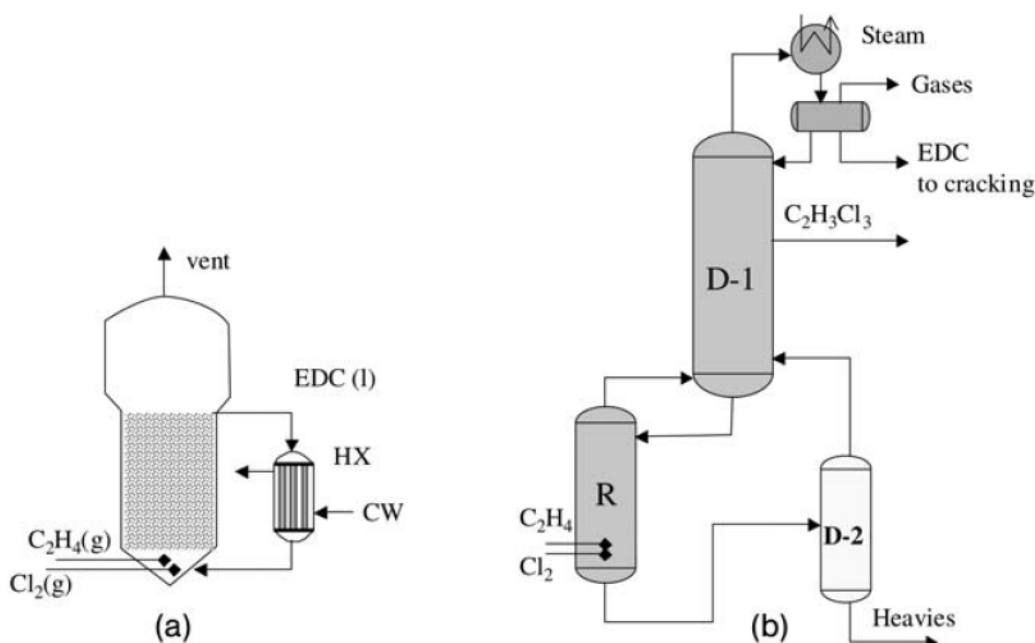 vent
EDC (l)
HX
CW
C₂H₄(g)
Cl₂(g)
(a)
Steam
Gases
EDC
to cracking
C₂H₃Cl₃
D-1
R
C₂H₄
Cl₂
D-2
Heavies
(b)